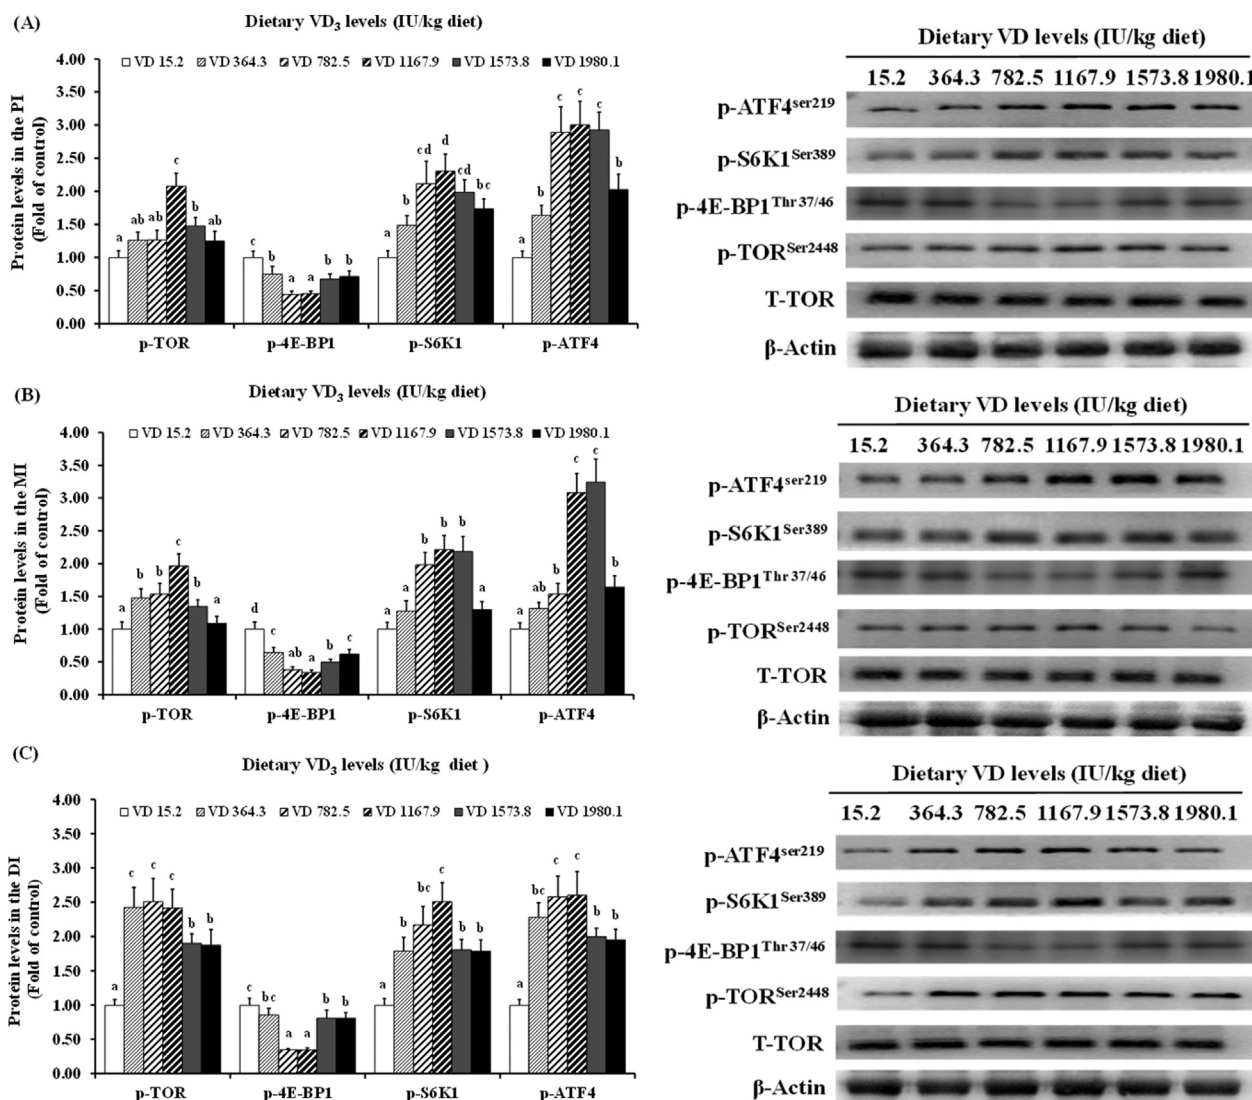 (A)
Dietary VD3 levels (IU/kg diet)
VD 15.2 VD 364.3 VD 782.5 VD 1167.9 VD 1573.8 VD 1980.1
Protein levels in the PI
(Fold of control)
4.00
3.50
3.00
2.50
2.00
1.50
1.00
0.50
0.00
a ab ab c b ab
c b a a b b
a b cd d cd bc
a b c c c b
p-TOR p-4E-BP1 p-S6K1 p-ATF4
Dietary VD levels (IU/kg diet)
15.2 364.3 782.5 1167.9 1573.8 1980.1
p-ATF4ser219
p-S6K1Ser389
p-4E-BP1Thr 37/46
p-TORSer2448
T-TOR
β-Actin
(B)
Dietary VD3 levels (IU/kg diet)
VD 15.2 VD 364.3 VD 782.5 VD 1167.9 VD 1573.8 VD 1980.1
Protein levels in the MI
(Fold of control)
4.00
3.50
3.00
2.50
2.00
1.50
1.00
0.50
0.00
a b b c b a
d c ab a b c
a a b b b a
a ab b c c b
p-TOR p-4E-BP1 p-S6K1 p-ATF4
Dietary VD levels (IU/kg diet)
15.2 364.3 782.5 1167.9 1573.8 1980.1
p-ATF4ser219
p-S6K1Ser389
p-4E-BP1Thr 37/46
p-TORSer2448
T-TOR
β-Actin
(C)
Dietary VD3 levels (IU/kg diet )
VD 15.2 VD 364.3 VD 782.5 VD 1167.9 VD 1573.8 VD 1980.1
Protein levels in the DI
(Fold of control)
4.00
3.50
3.00
2.50
2.00
1.50
1.00
0.50
0.00
a c c c b b
c bc a a b b
a b bc c b b
a bc c c b b
p-TOR p-4E-BP1 p-S6K1 p-ATF4
Dietary VD levels (IU/kg diet)
15.2 364.3 782.5 1167.9 1573.8 1980.1
p-ATF4ser219
p-S6K1Ser389
p-4E-BP1Thr 37/46
p-TORSer2448
T-TOR
β-Actin